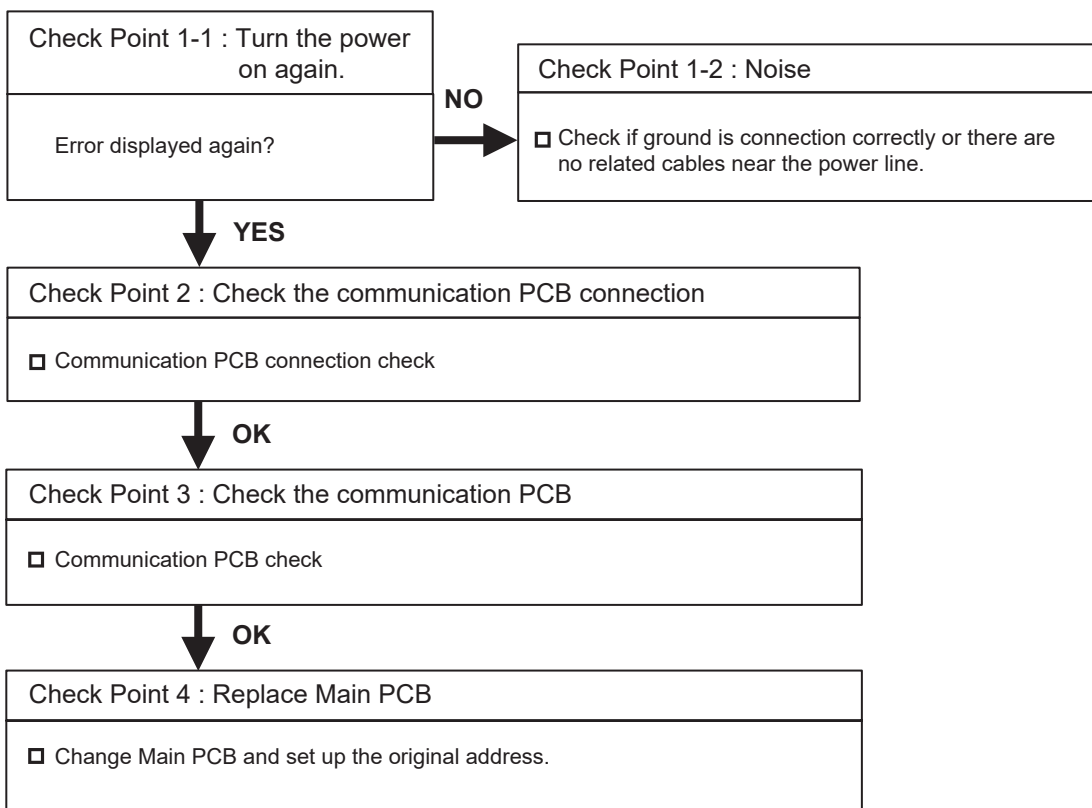 Check Point 1-1 : Turn the power
on again.
Error displayed again?
NO
Check Point 1-2 : Noise
Check if ground is connection correctly or there are
no related cables near the power line.
YES
Check Point 2 : Check the communication PCB connection
Communication PCB connection check
OK
Check Point 3 : Check the communication PCB
Communication PCB check
OK
Check Point 4 : Replace Main PCB
Change Main PCB and set up the original address.